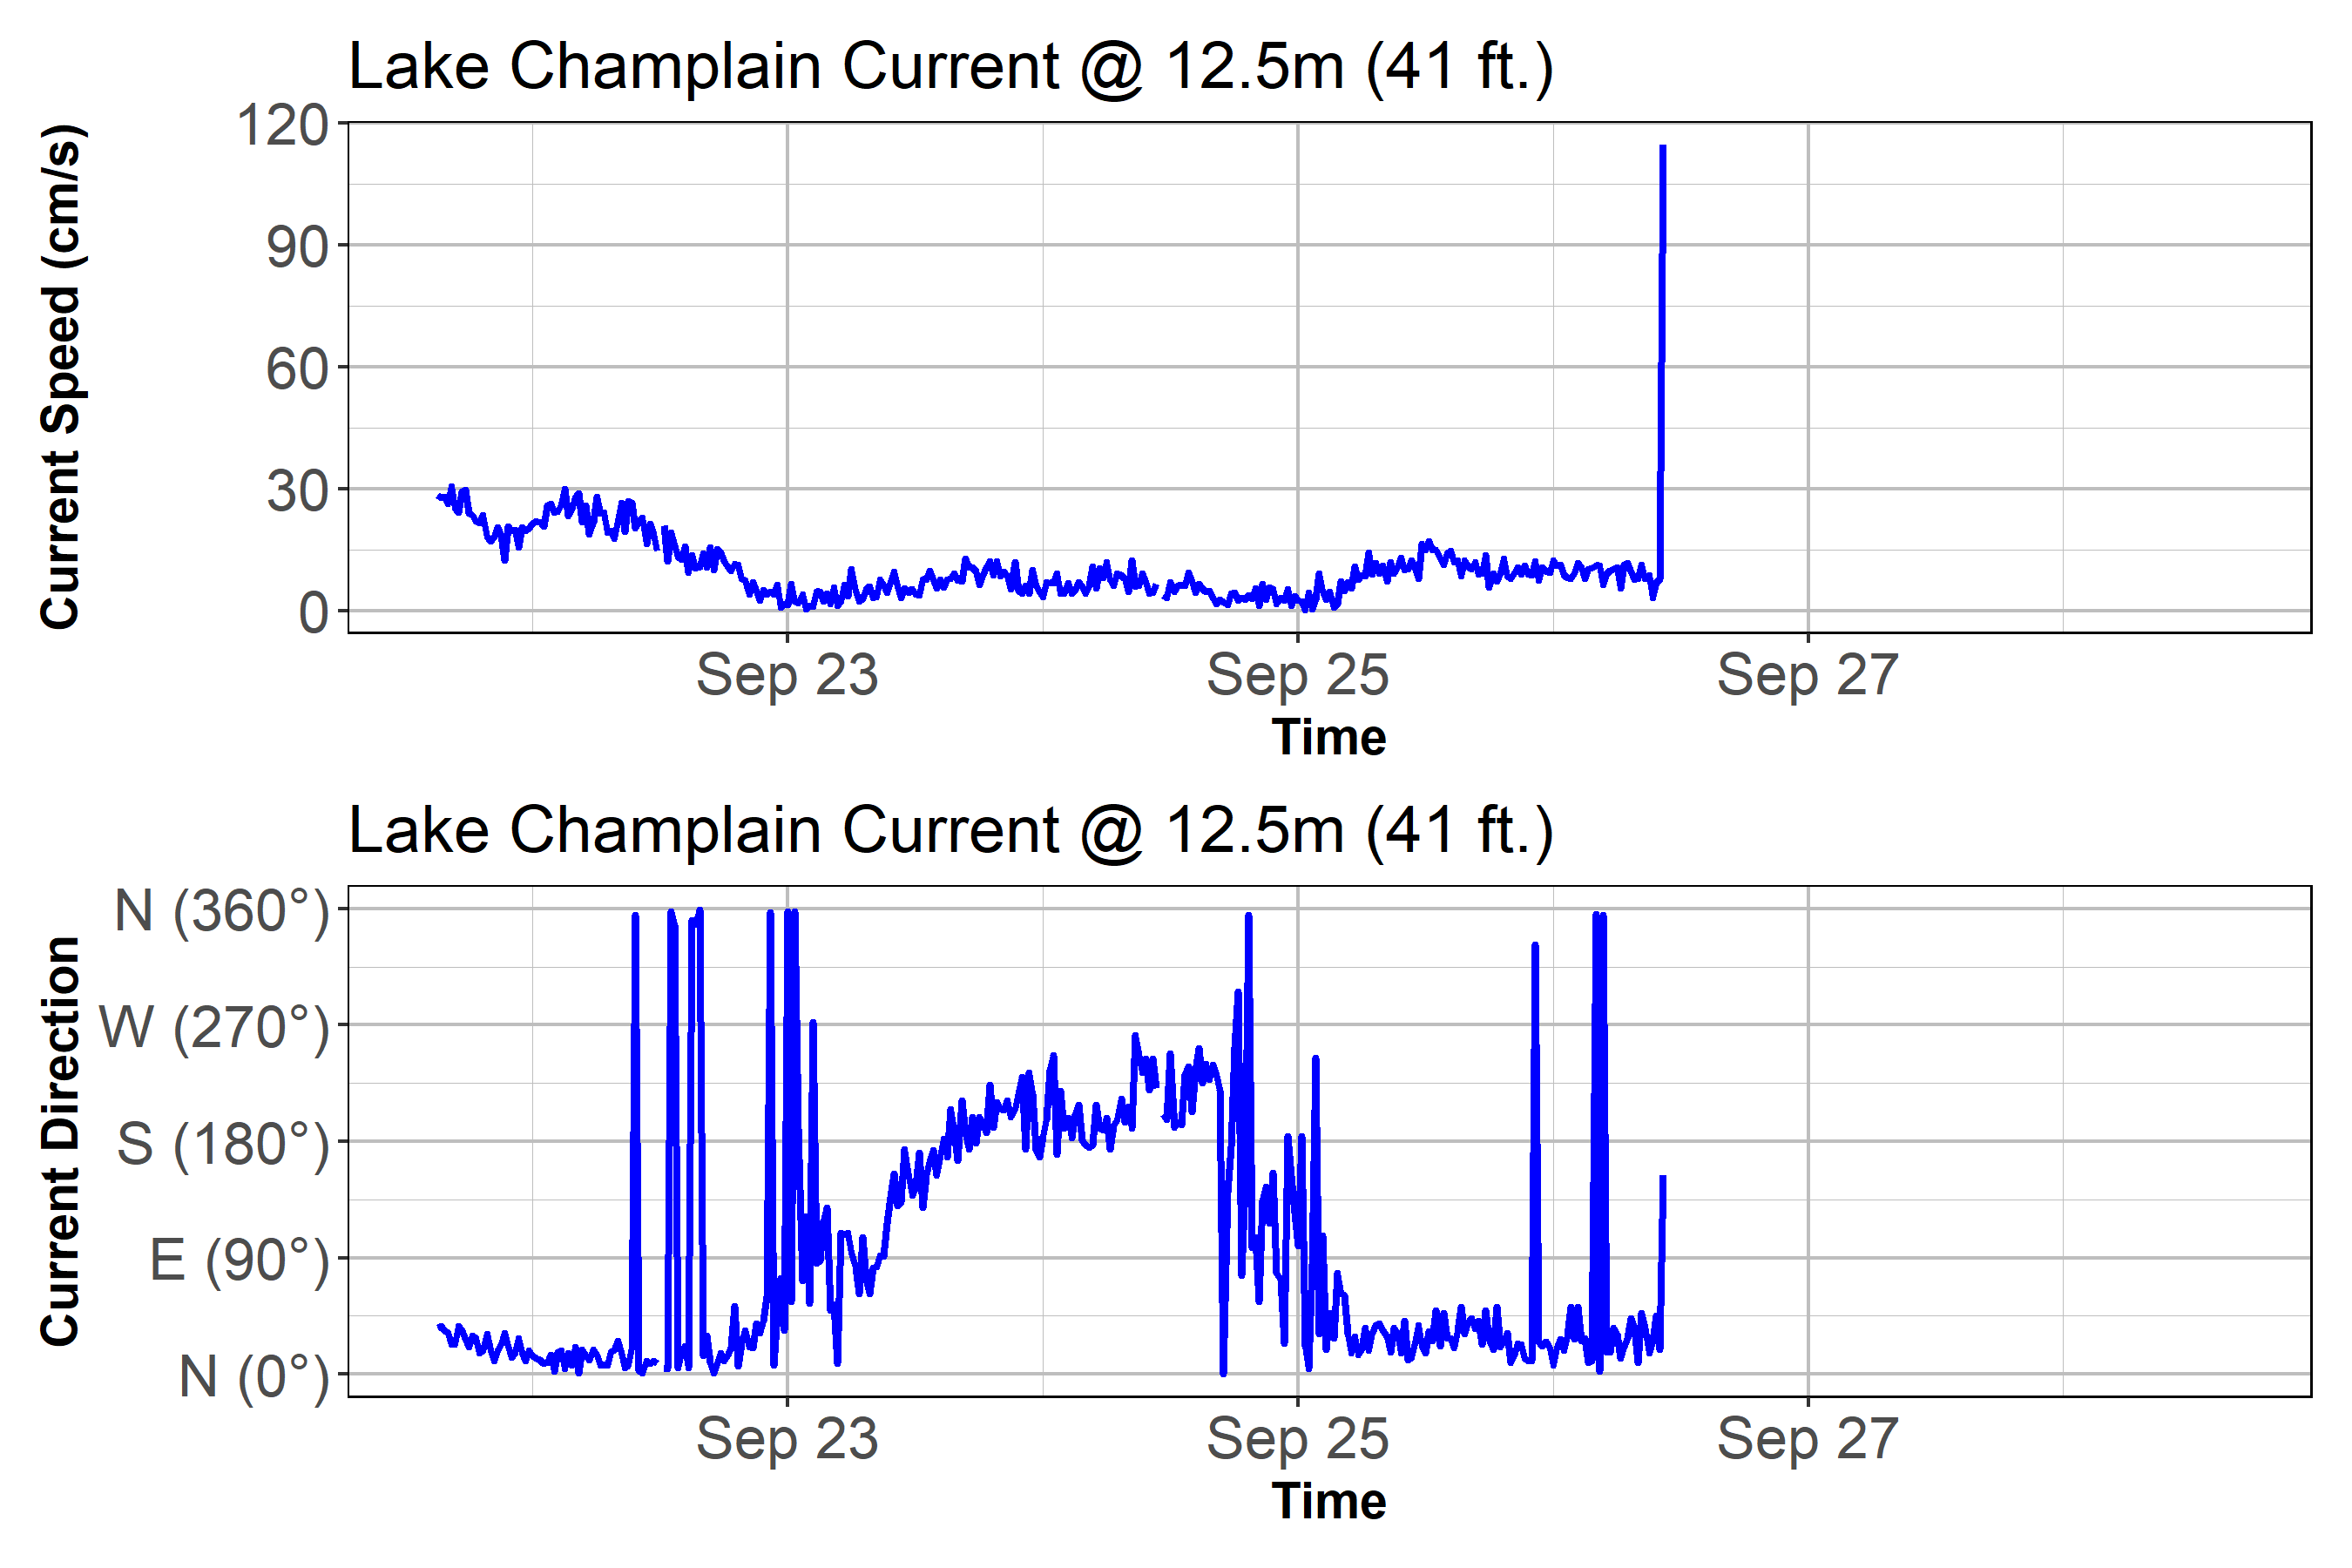 Lake Champlain Current @ 12.5m (41 ft.)
Current Speed (cm/s)
120
90
60
30
0
Sep 23
Sep 25
Sep 27
Time
Lake Champlain Current @ 12.5m (41 ft.)
Current Direction
N (360°)
W (270°)
S (180°)
E (90°)
N (0°)
Sep 23
Sep 25
Sep 27
Time